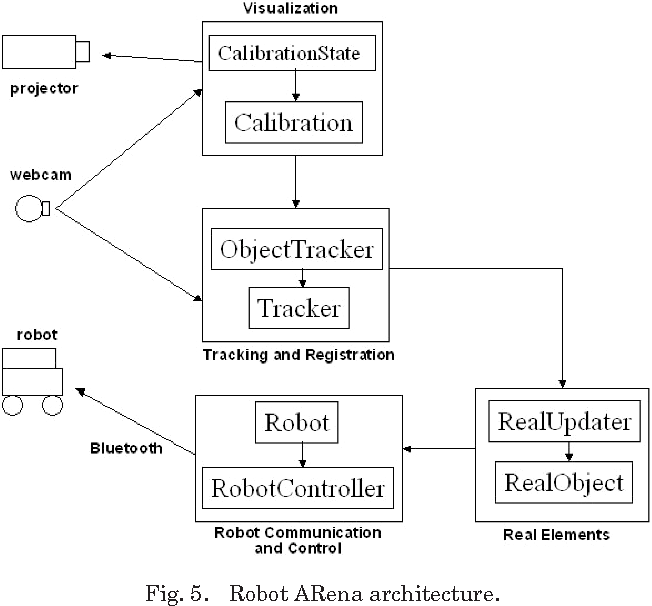 Visualization
CalibrationState
projector
Calibration
webcam
ObjectTracker
Tracker
robot
Tracking and Registration
Robot
RealUpdater
Bluetooth
RobotController
RealObject
Robot Communication
and Control
Real Elements
Fig. 5. Robot ARena architecture.